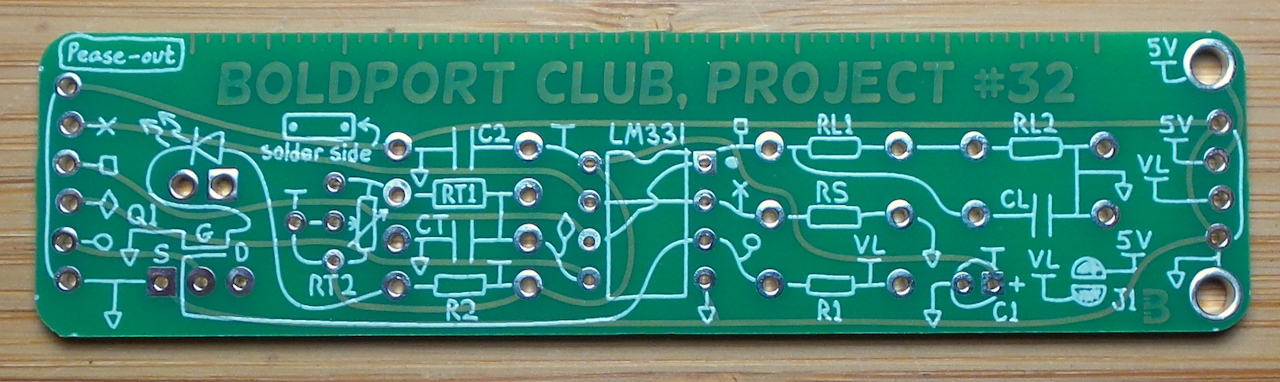 Pease-out
BOLDPORT CLUB, PROJECT #32
5V
solder side
C2
LM331
RL1
RL2
5V
T
RT1
RS
CL
VL
Q1
G
CT
S
D
VL
VL
5V
RT2
R2
R1
+
C1
J1
B